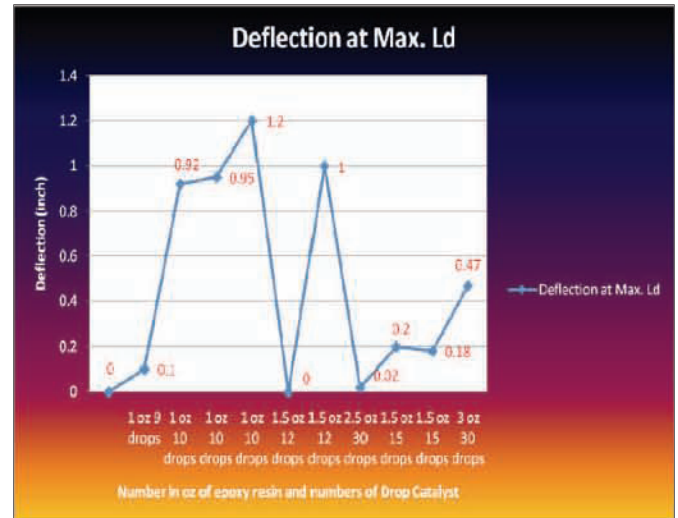 Deflection at Max. Ld
1.4
1.2
1
0.8
0.6
0.4
0.2
0
Deflection (inch)
0
0.1
0.92
0.95
1.2
0
1
0.02
0.2
0.18
0.47
Deflection at Max. Ld
1 oz 9 drops
1 oz 10 drops
1 oz 10 drops
1 oz 10 drops
1.5 oz 12 drops
1.5 oz 12 drops
2.5 oz 30 drops
1.5 oz 15 drops
1.5 oz 15 drops
3 oz 30 drops
Number in oz of epoxy resin and numbers of Drop Catalyst